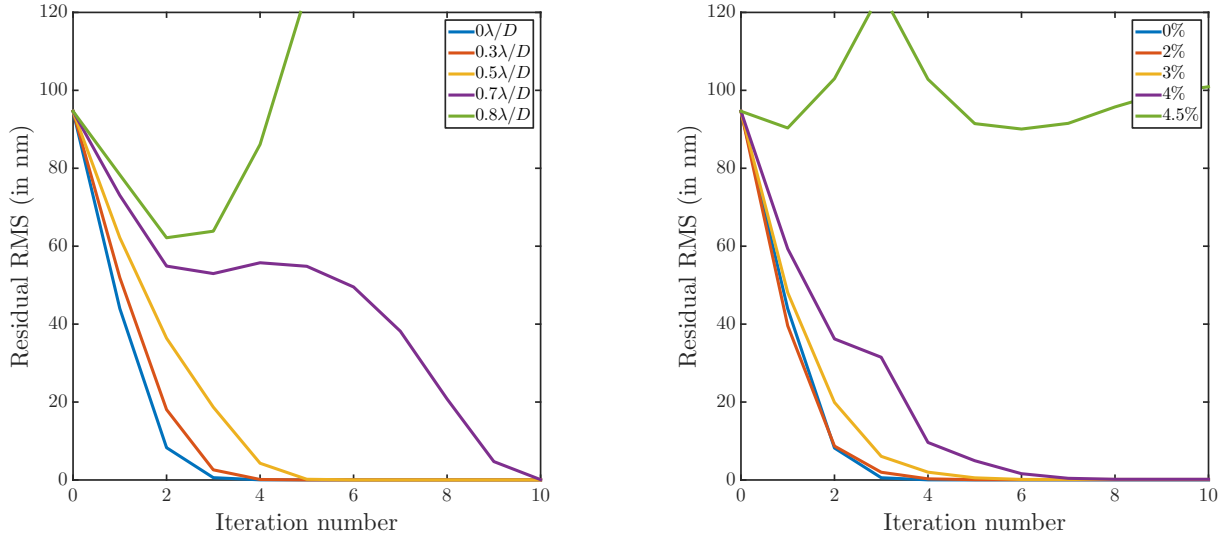 120
100
80
60
40
20
0
0 2 4 6 8 10
Iteration number
Residual RMS (in nm)
0λ/D
0.3λ/D
0.5λ/D
0.7λ/D
0.8λ/D
120
100
80
60
40
20
0
0 2 4 6 8 10
Iteration number
Residual RMS (in nm)
0%
2%
3%
4%
4.5%